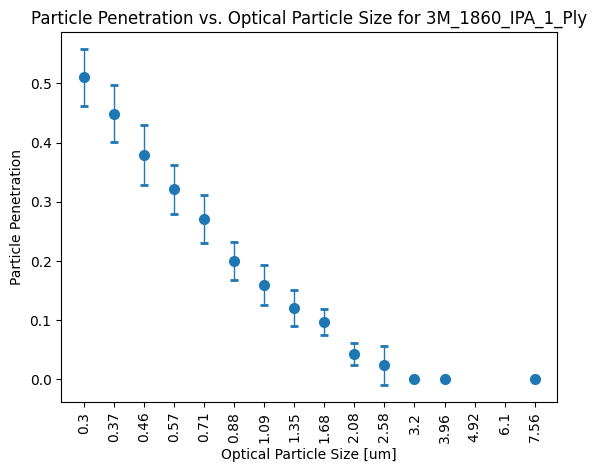 Particle Penetration vs. Optical Particle Size for 3M_1860_IPA_1_Ply
Particle Penetration
0.5
0.4
0.3
0.2
0.1
0.0
0.3 0.37 0.46 0.57 0.71 0.88 1.09 1.35 1.68 2.08 2.58 3.2 3.96 4.92 6.1 7.56
Optical Particle Size [um]